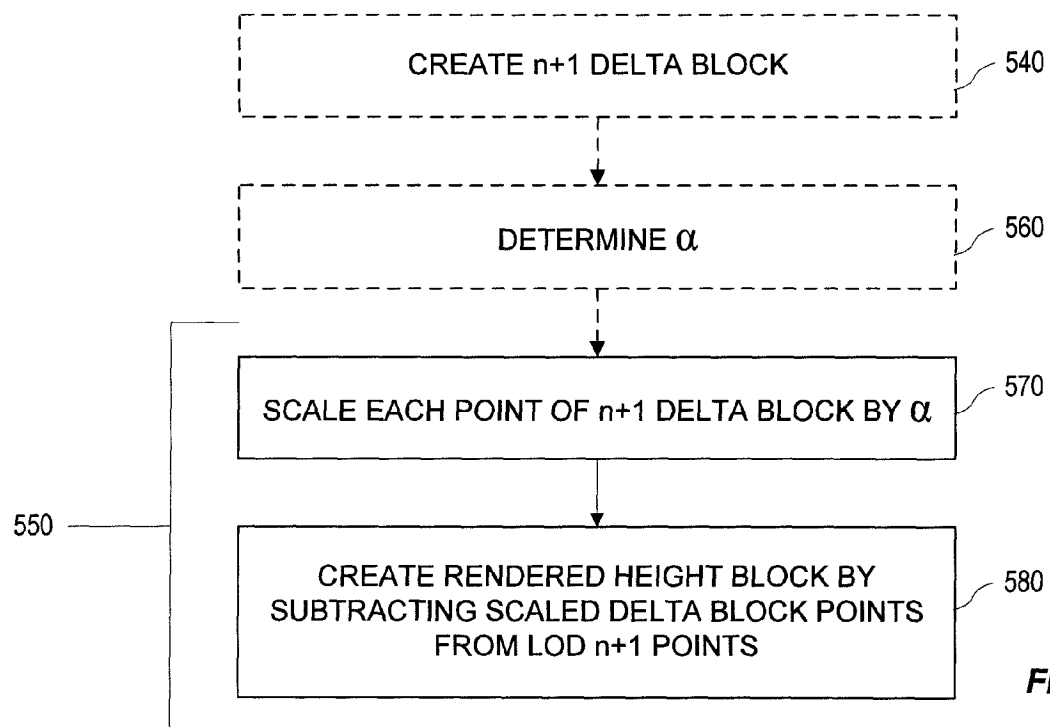 CREATE n+1 DELTA BLOCK
540
DETERMINE α
560
SCALE EACH POINT OF n+1 DELTA BLOCK BY α
570
550
CREATE RENDERED HEIGHT BLOCK BY
SUBTRACTING SCALED DELTA BLOCK POINTS
FROM LOD n+1 POINTS
580